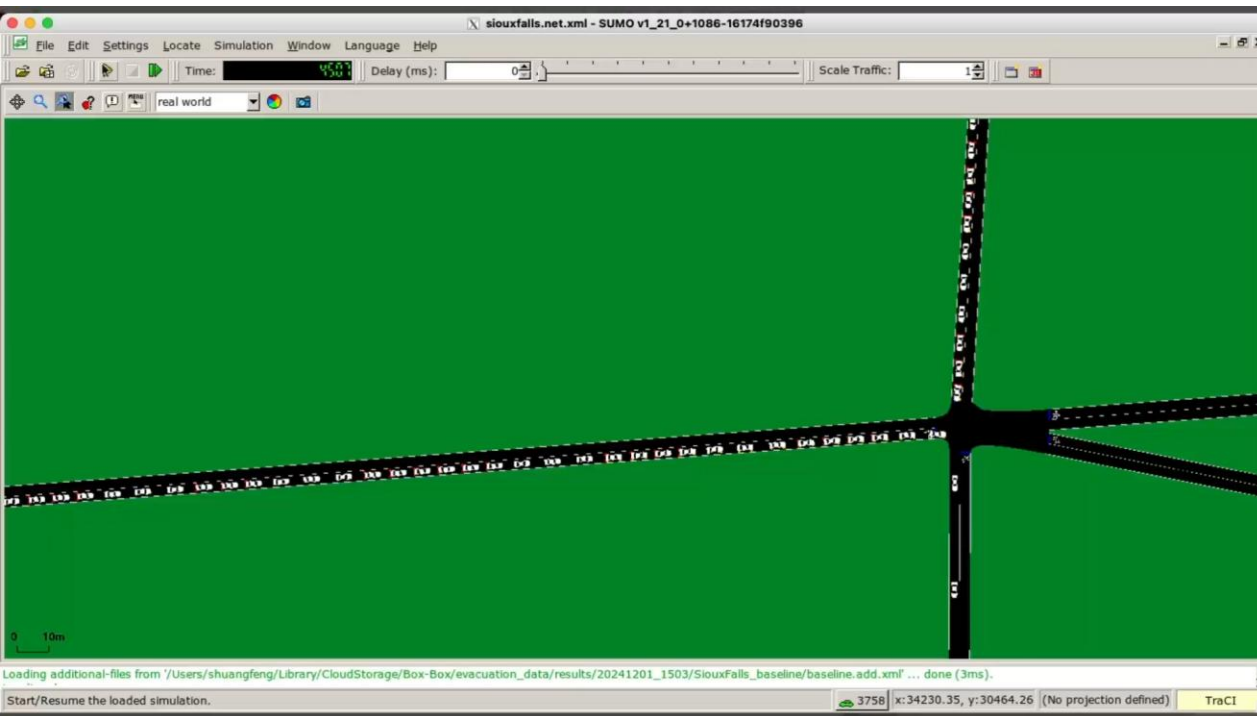 siouxfalls.net.xml - SUMO v1_21_0+1086-16174f90396
File Edit Settings Locate Simulation Window Language Help
Time: 4507 Delay (ms): 0 Scale Traffic: 1
MENU real world
0 10m
Loading additional-files from '/Users/shuangfeng/Library/CloudStorage/Box-Box/evacuation_data/results/20241201_1503/SiouxFalls_baseline/baseline.add.xml' ... done (3ms).
Start/Resume the loaded simulation. 3758 x:34230.35, y:30464.26 (No projection defined) TraCI